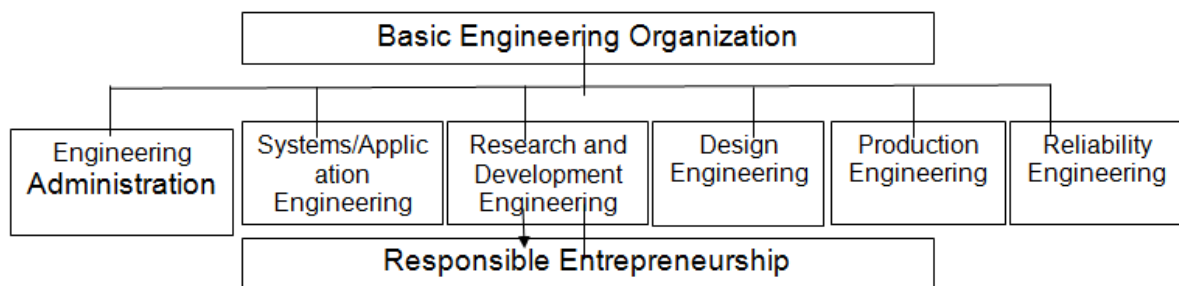 Basic Engineering Organization
Engineering
Administration
Systems/Applic
ation
Engineering
Research and
Development
Engineering
Design
Engineering
Production
Engineering
Reliability
Engineering
Responsible Entrepreneurship